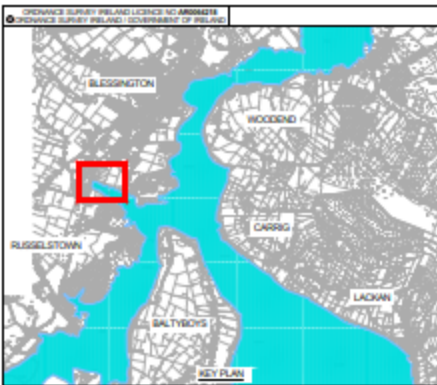 ORDNANCE SURVEY IRELAND LICENCE NO AR0084218
© ORDNANCE SURVEY IRELAND / GOVERNMENT OF IRELAND
BLESSINGTON
WOODEND
CARRIG
RUSSELSTOWN
LACKAN
BALTYBOYS
KEY PLAN